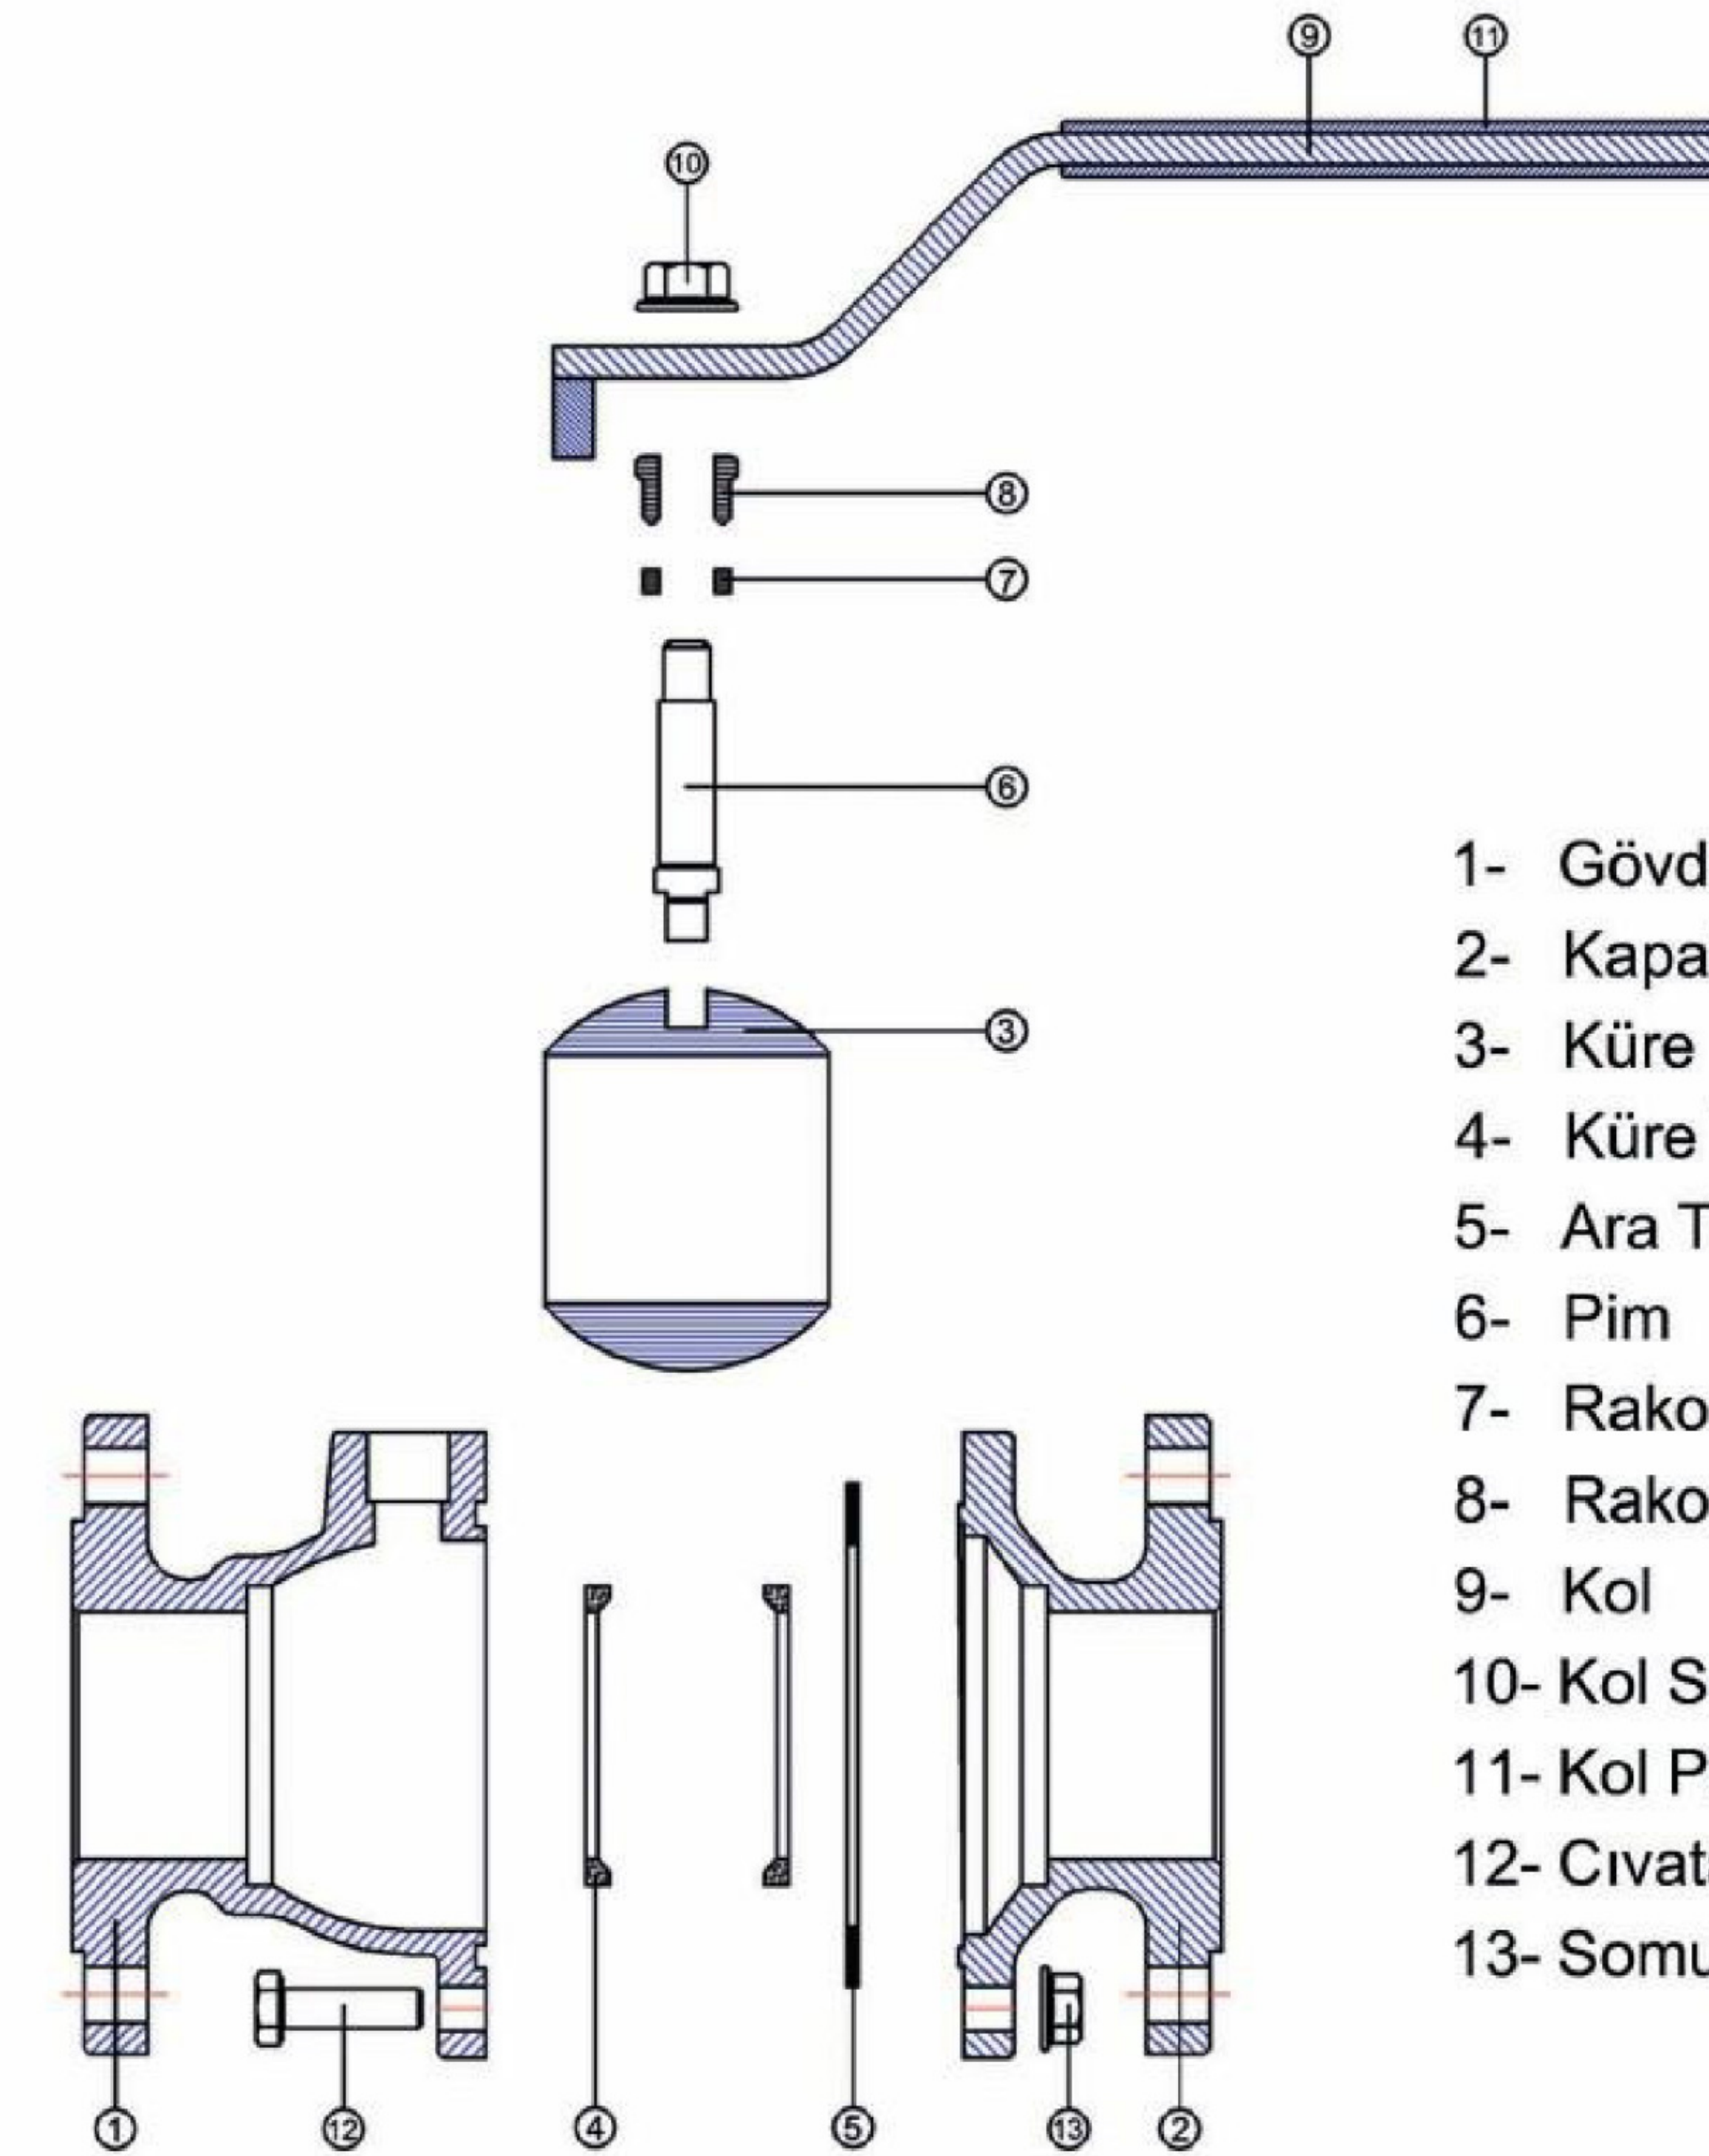 9 11
10
8
7
6
3
1- Gövd
2- Kapa
3- Küre
4- Küre
5- Ara T
6- Pim
7- Rako
8- Rako
9- Kol
10- Kol S
11- Kol P
12- Cıvat
13- Somu
1 12 4 5 13 2